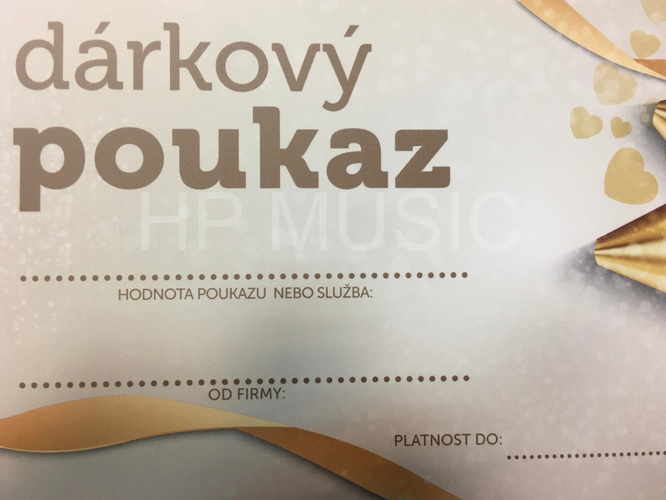 dárkový
poukaz
HP MUSIC
HODNOTA POUKAZU NEBO SLUŽBA:
OD FIRMY:
PLATNOST DO: